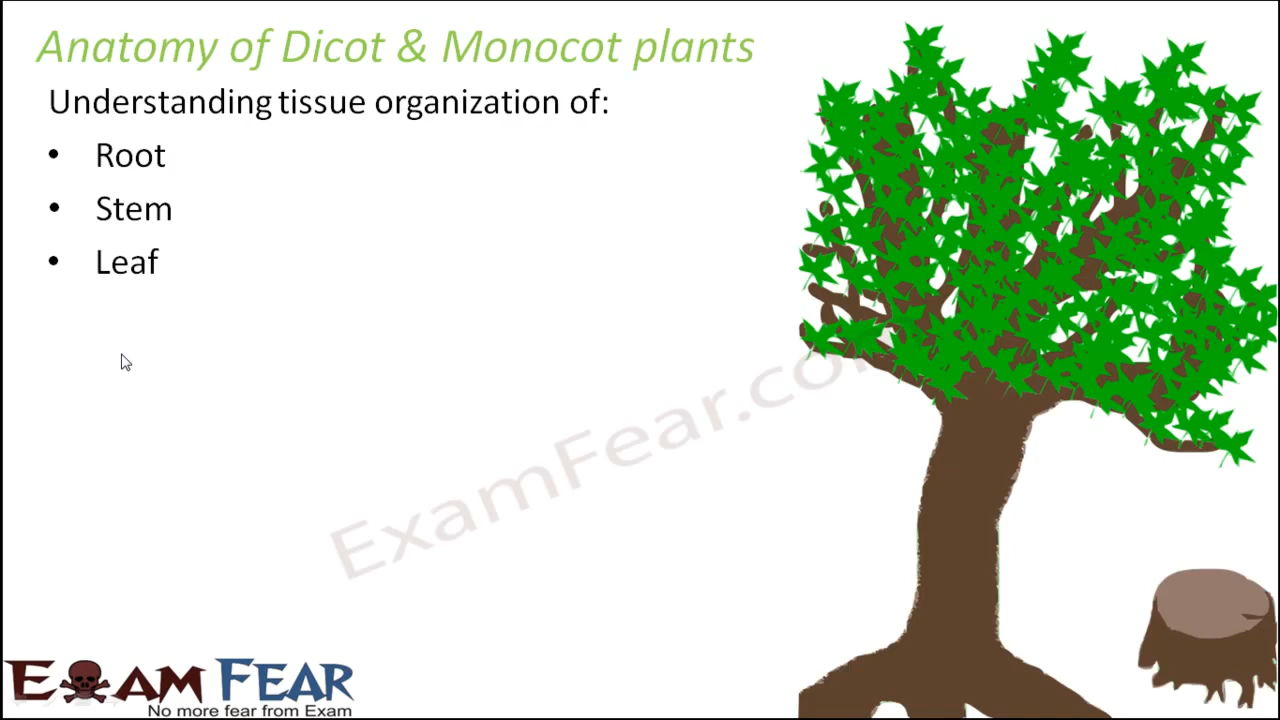 Anatomy of Dicot & Monocot plants
Understanding tissue organization of:
• Root
• Stem
• Leaf
ExamFear.com
EXAM FEAR
No more fear from Exam